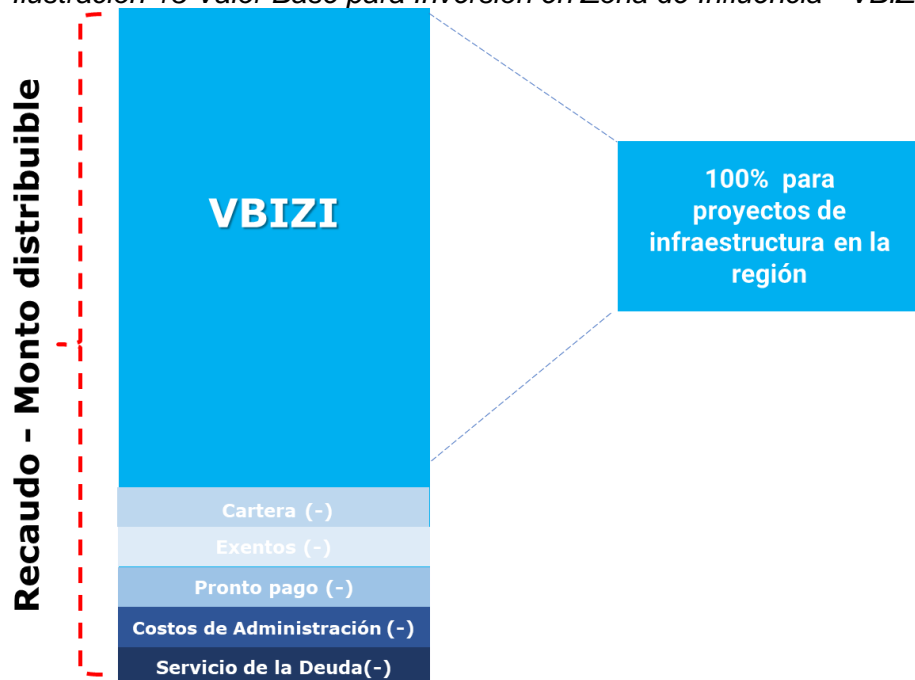 Ilustración 18 Valor Base para Inversión en Zona de Influencia - VBIZI
Recaudo – Monto distribuible
VBIZI
100% para
proyectos de
infraestructura en la
región
Cartera (-)
Exentos (-)
Pronto pago (-)
Costos de Administración (-)
Servicio de la Deuda(-)